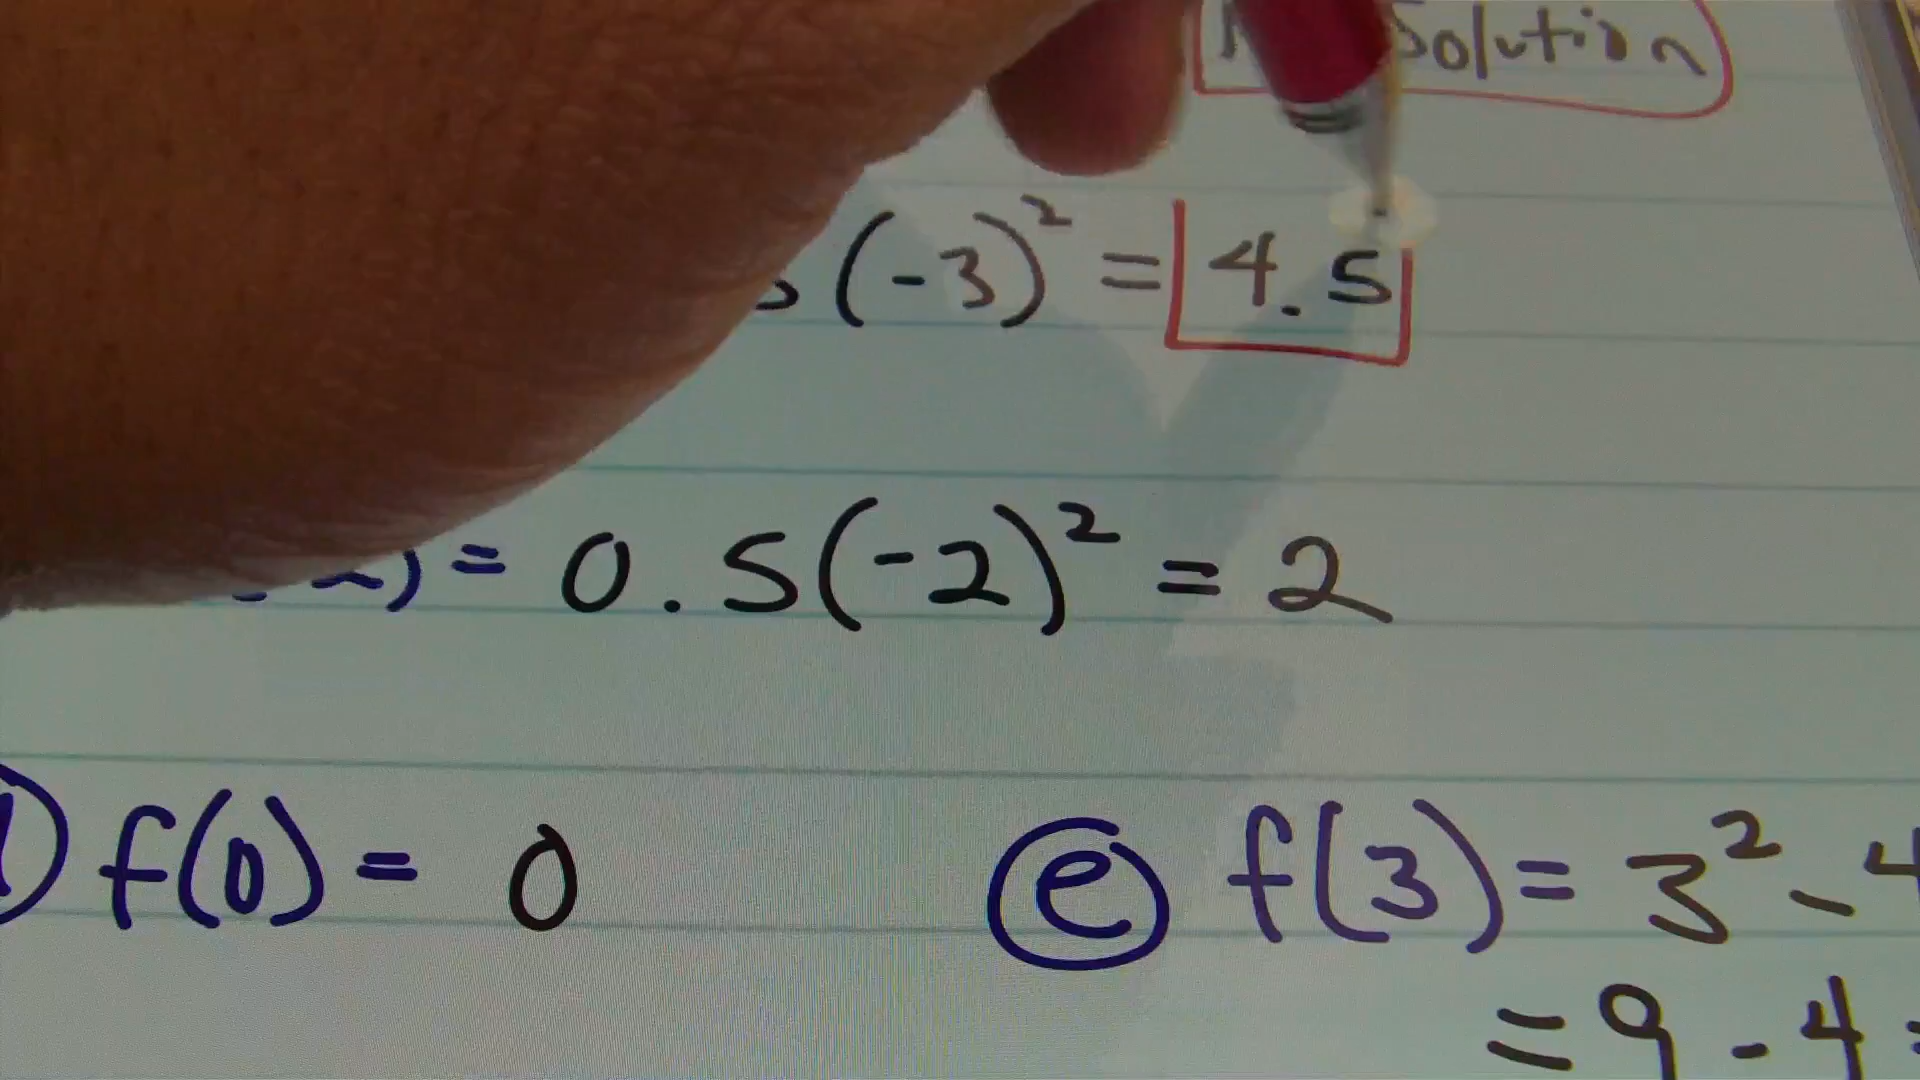 Solution
(-3)² = 4.5
) = 0.5(-2)² = 2
f(0) = 0
e f(3) = 3² - 4
= 9 - 4